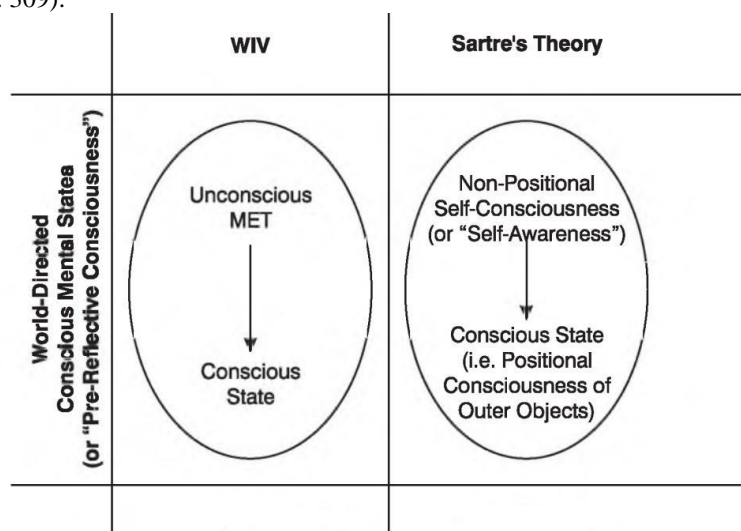 . 309).
WIV
Sartre's Theory
World-Directed
Conscious Mental States
(or "Pre-Reflective Consciousness")
Unconscious
MET
Conscious
State
Non-Positional
Self-Consciousness
(or "Self-Awareness")
Conscious State
(i.e. Positional
Consciousness of
Outer Objects)